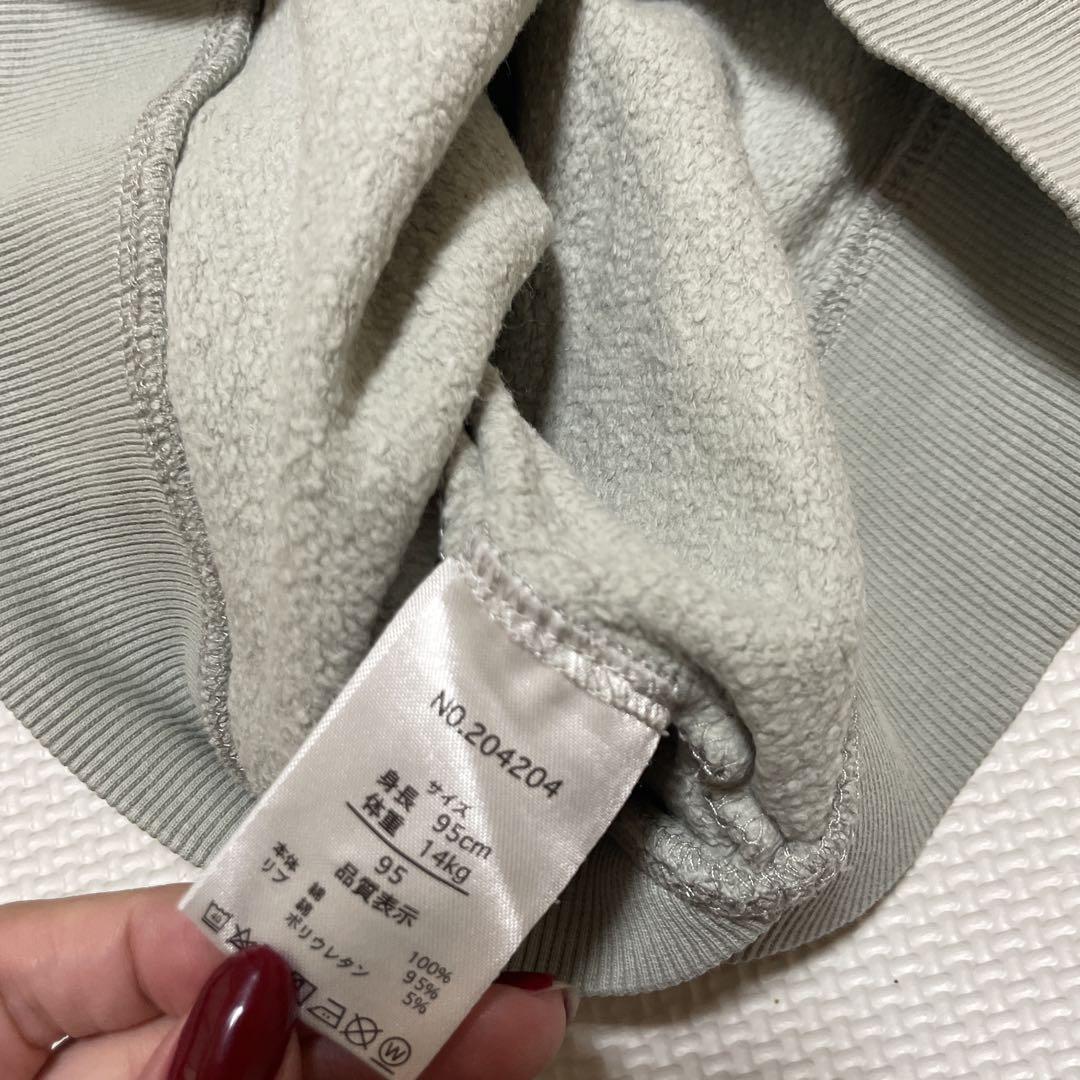 NO.204204
サイズ
身長 95cm
体重 14kg
95
品質表示
本体 綿 100%
リブ 綿 95%
ポリウレタン 5%
W